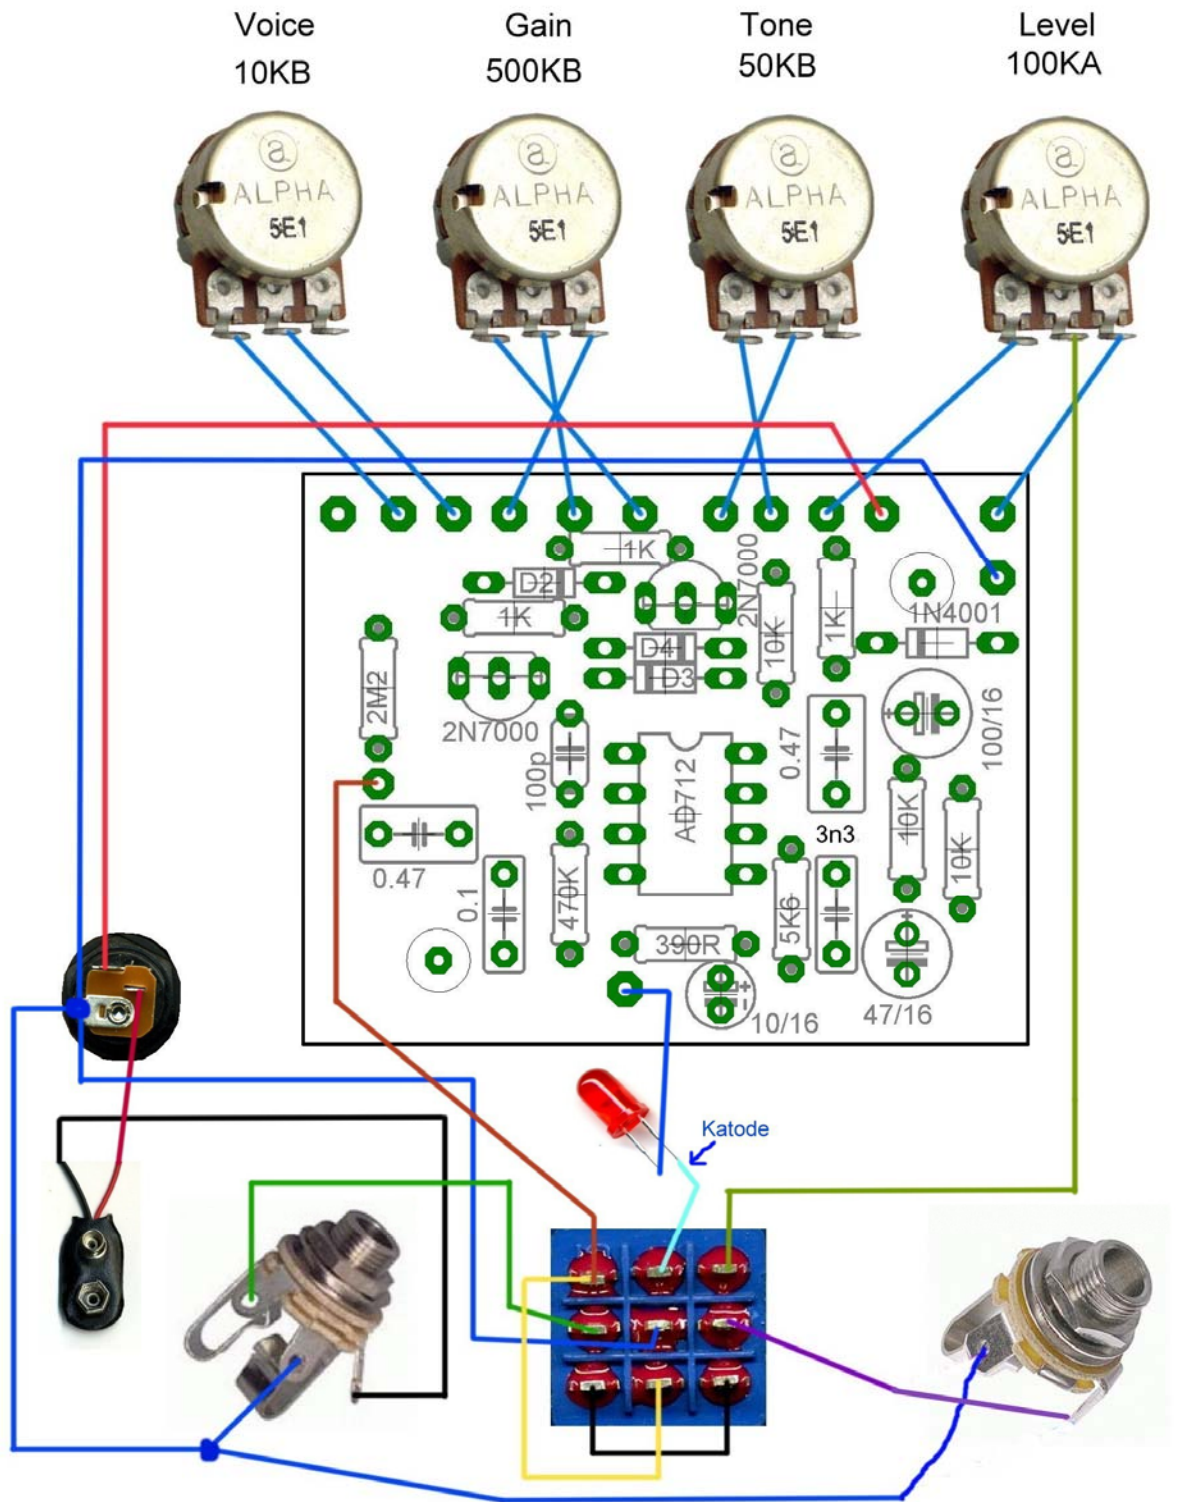 Voice
10KB
Gain
500KB
Tone
50KB
Level
100KA
a
ALPHA
5E1
a
ALPHA
5E1
a
ALPHA
5E1
a
ALPHA
5E1
1K
D2
1K
2N7000
10K
1K
1N4001
2M2
D4
D3
2N7000
100p
AD712
0.47
100/16
0.47
0.1
470K
3n3
10K
10K
5K6
390R
10/16
47/16
Katode